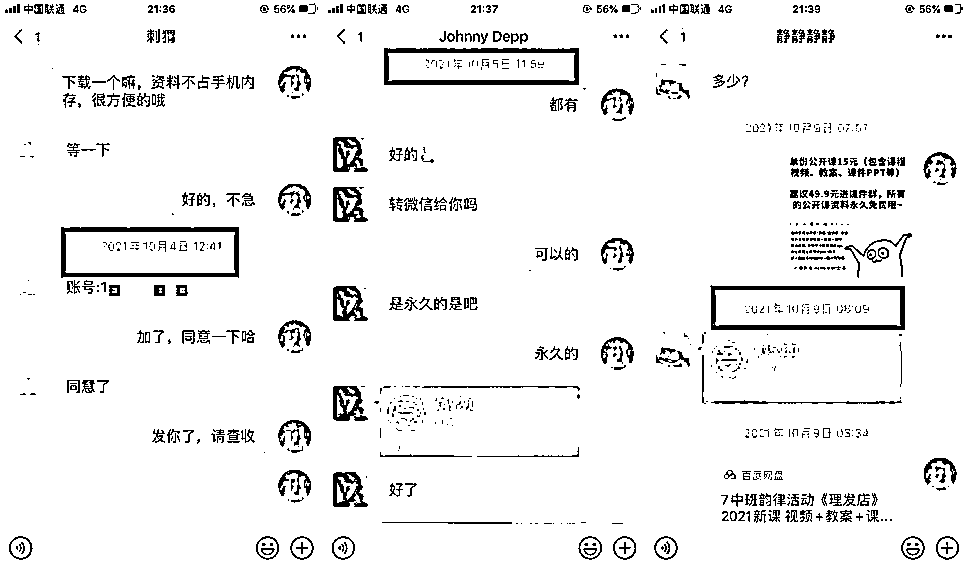 中国联通 4G
21:36
56%
1
刺猬
下载一个嘛，资料不占手机内
存，很方便的哦
等一下
好的，不急
2021年10月4日 12:41
账号:1
加了，同意一下哈
同意了
发你了，请查收
中国联通 4G
21:37
56%
1
Johnny Depp
2021年10月5日 11:59
都有
好的
转微信给你吗
可以的
是永久的是吧
永久的
好了
中国联通 4G
21:39
56%
1
静静静静
多少？
2021年10月9日 07:57
单份公开课15元（包含课程
视频、教案、课件PPT等）
建议49.9元进课件群，所有
的公开课资料永久免费哦~
2021年10月9日 08:09
2021年10月9日 08:34
百度网盘
7中班韵律活动《理发店》
2021新课 视频+教案+课...